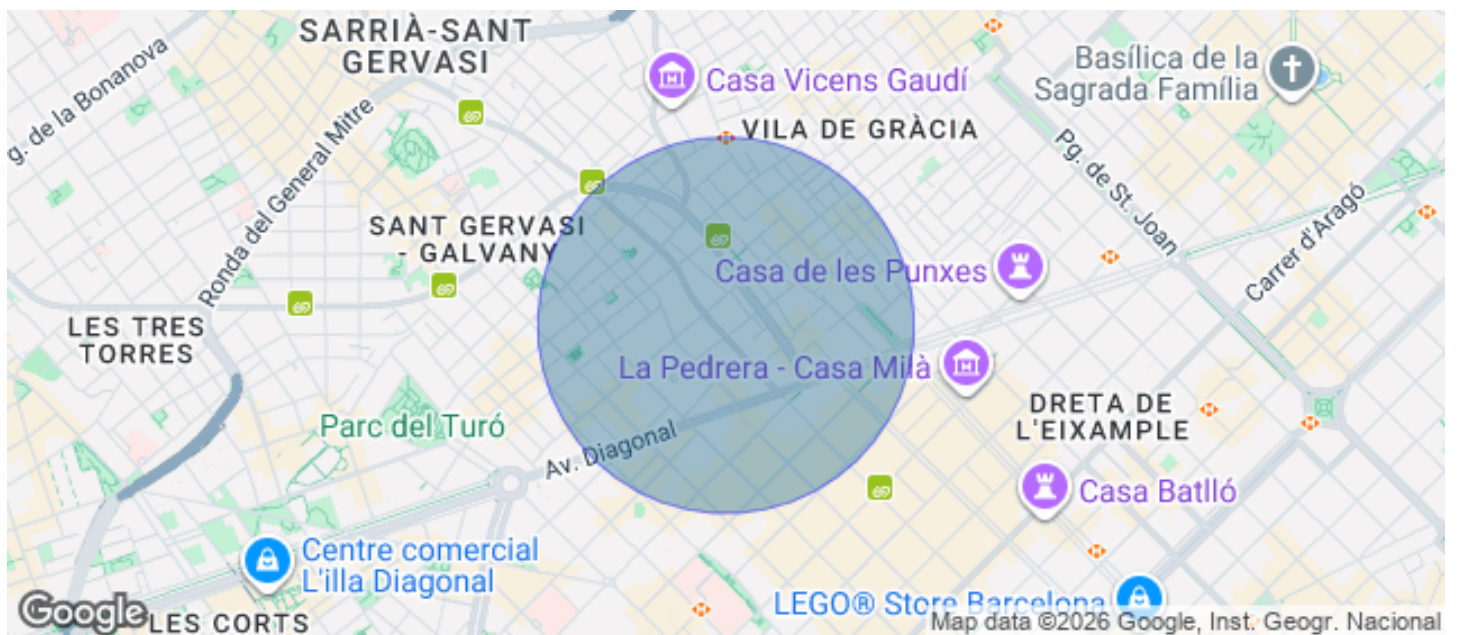 SARRIÀ-SANT
GERVASI
g. de la Bonanova
Ronda del General Mitre
Casa Vicens Gaudí
Basílica de la
Sagrada Família
VILA DE GRÀCIA
Pg. de St. Joan
Carrer d'Aragó
SANT GERVASI
- GALVANY
Casa de les Punxes
LES TRES
TORRES
La Pedrera - Casa Milà
DRETA DE
L'EIXAMPLE
Parc del Turó
Av. Diagonal
Casa Batlló
Centre comercial
L'illa Diagonal
LEGO® Store Barcelona
Google
LES CORTS
Map data ©2026 Google, Inst. Geogr. Nacional